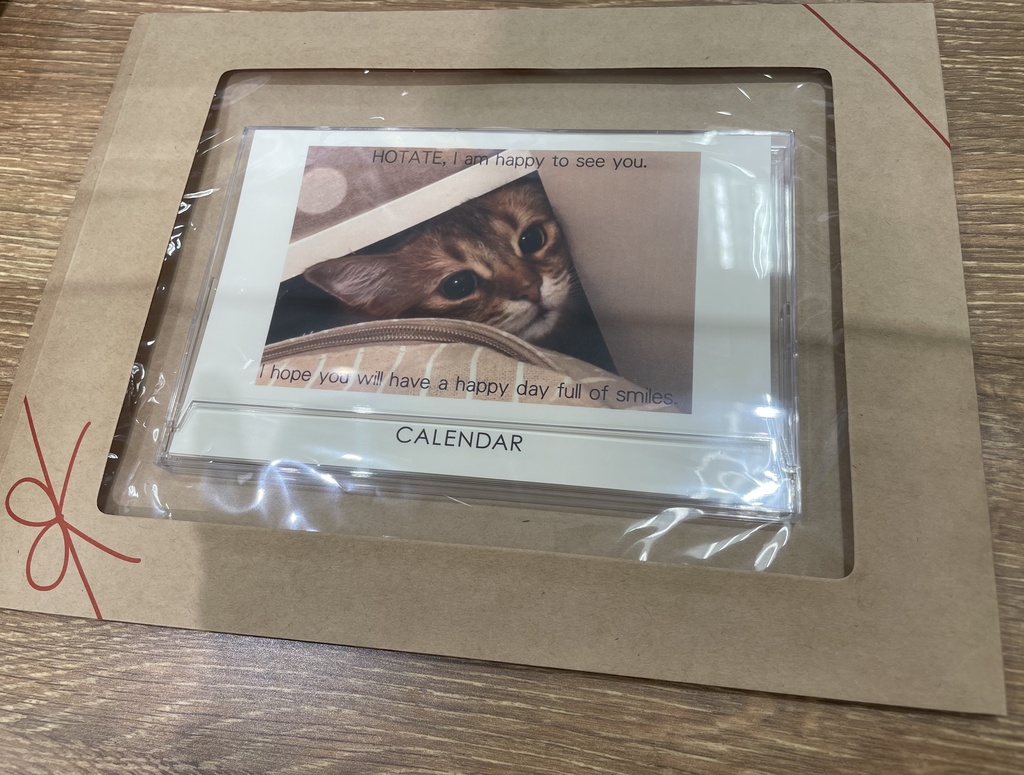 HOTATE, I am happy to see you.
I hope you will have a happy day full of smiles.
CALENDAR